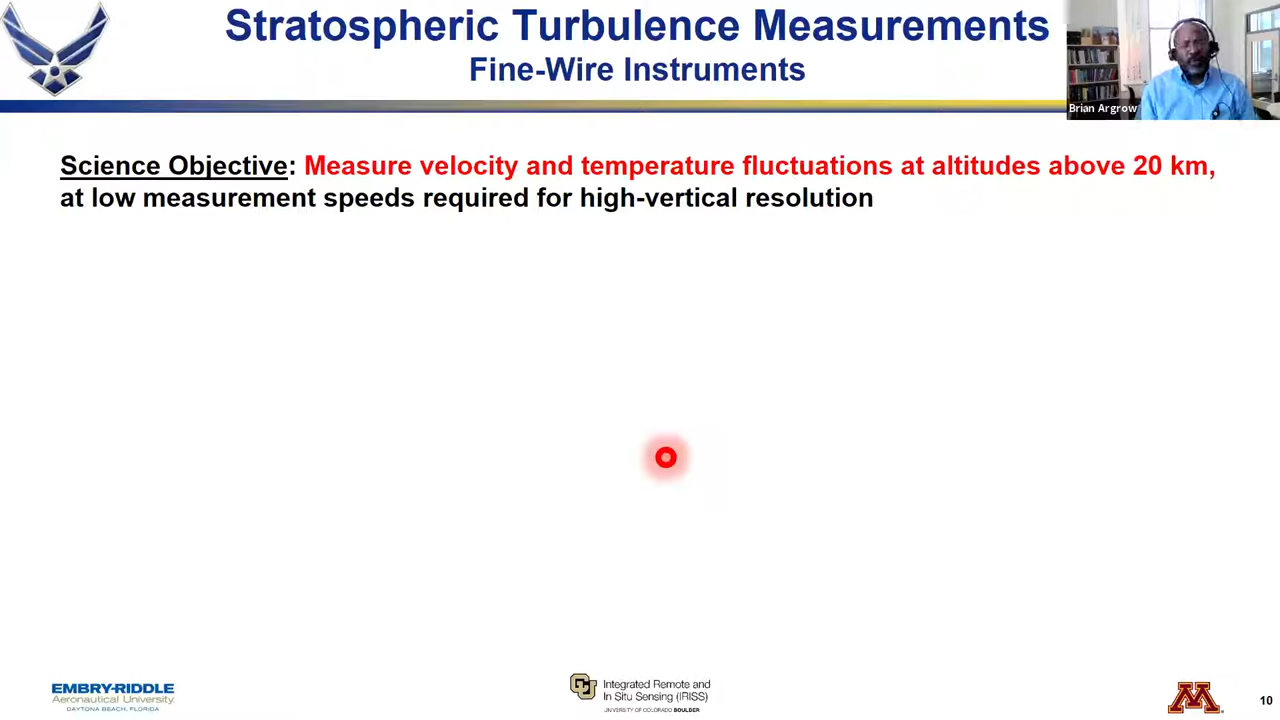 Stratospheric Turbulence Measurements
Fine-Wire Instruments
Brian Argrow
Science Objective: Measure velocity and temperature fluctuations at altitudes above 20 km,
at low measurement speeds required for high-vertical resolution
EMBRY-RIDDLE
Aeronautical University
DAYTONA BEACH, FLORIDA
CU
Integrated Remote and
In Situ Sensing (IRISS)
UNIVERSITY OF COLORADO BOULDER
M
10